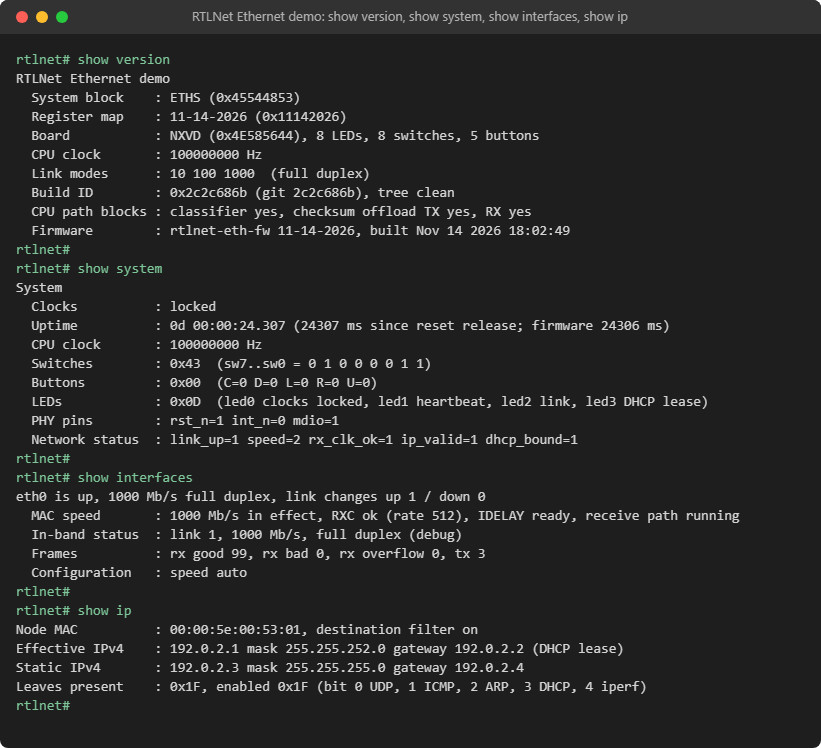 RTLNet Ethernet demo: show version, show system, show interfaces, show ip
rtlnet# show version
RTLNet Ethernet demo
  System block    : ETHS (0x45544853)
  Register map    : 11-14-2026 (0x11142026)
  Board           : NXVD (0x4E585644), 8 LEDs, 8 switches, 5 buttons
  CPU clock       : 100000000 Hz
  Link modes      : 10 100 1000  (full duplex)
  Build ID        : 0x2c2c686b (git 2c2c686b), tree clean
  CPU path blocks : classifier yes, checksum offload TX yes, RX yes
  Firmware        : rtlnet-eth-fw 11-14-2026, built Nov 14 2026 18:02:49
rtlnet#
rtlnet# show system
System
  Clocks          : locked
  Uptime          : 0d 00:00:24.307 (24307 ms since reset release; firmware 24306 ms)
  CPU clock       : 100000000 Hz
  Switches        : 0x43  (sw7..sw0 = 0 1 0 0 0 0 1 1)
  Buttons         : 0x00  (C=0 D=0 L=0 R=0 U=0)
  LEDs            : 0x0D  (led0 clocks locked, led1 heartbeat, led2 link, led3 DHCP lease)
  PHY pins        : rst_n=1 int_n=0 mdio=1
  Network status  : link_up=1 speed=2 rx_clk_ok=1 ip_valid=1 dhcp_bound=1
rtlnet#
rtlnet# show interfaces
eth0 is up, 1000 Mb/s full duplex, link changes up 1 / down 0
  MAC speed       : 1000 Mb/s in effect, RXC ok (rate 512), IDELAY ready, receive path running
  In-band status  : link 1, 1000 Mb/s, full duplex (debug)
  Frames          : rx good 99, rx bad 0, rx overflow 0, tx 3
  Configuration   : speed auto
rtlnet#
rtlnet# show ip
Node MAC          : 00:00:5e:00:53:01, destination filter on
Effective IPv4    : 192.0.2.1 mask 255.255.252.0 gateway 192.0.2.2 (DHCP lease)
Static IPv4       : 192.0.2.3 mask 255.255.255.0 gateway 192.0.2.4
Leaves present    : 0x1F, enabled 0x1F (bit 0 UDP, 1 ICMP, 2 ARP, 3 DHCP, 4 iperf)
rtlnet#